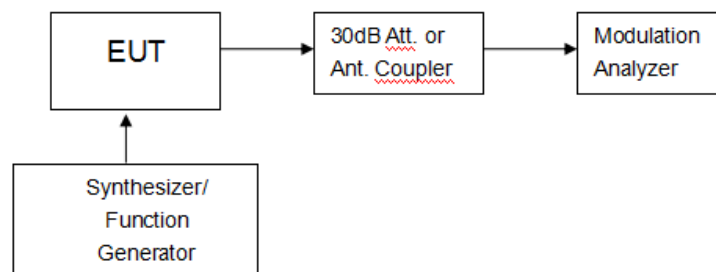 EUT
30dB Att. or
Ant. Coupler
Modulation
Analyzer
Synthesizer/
Function
Generator